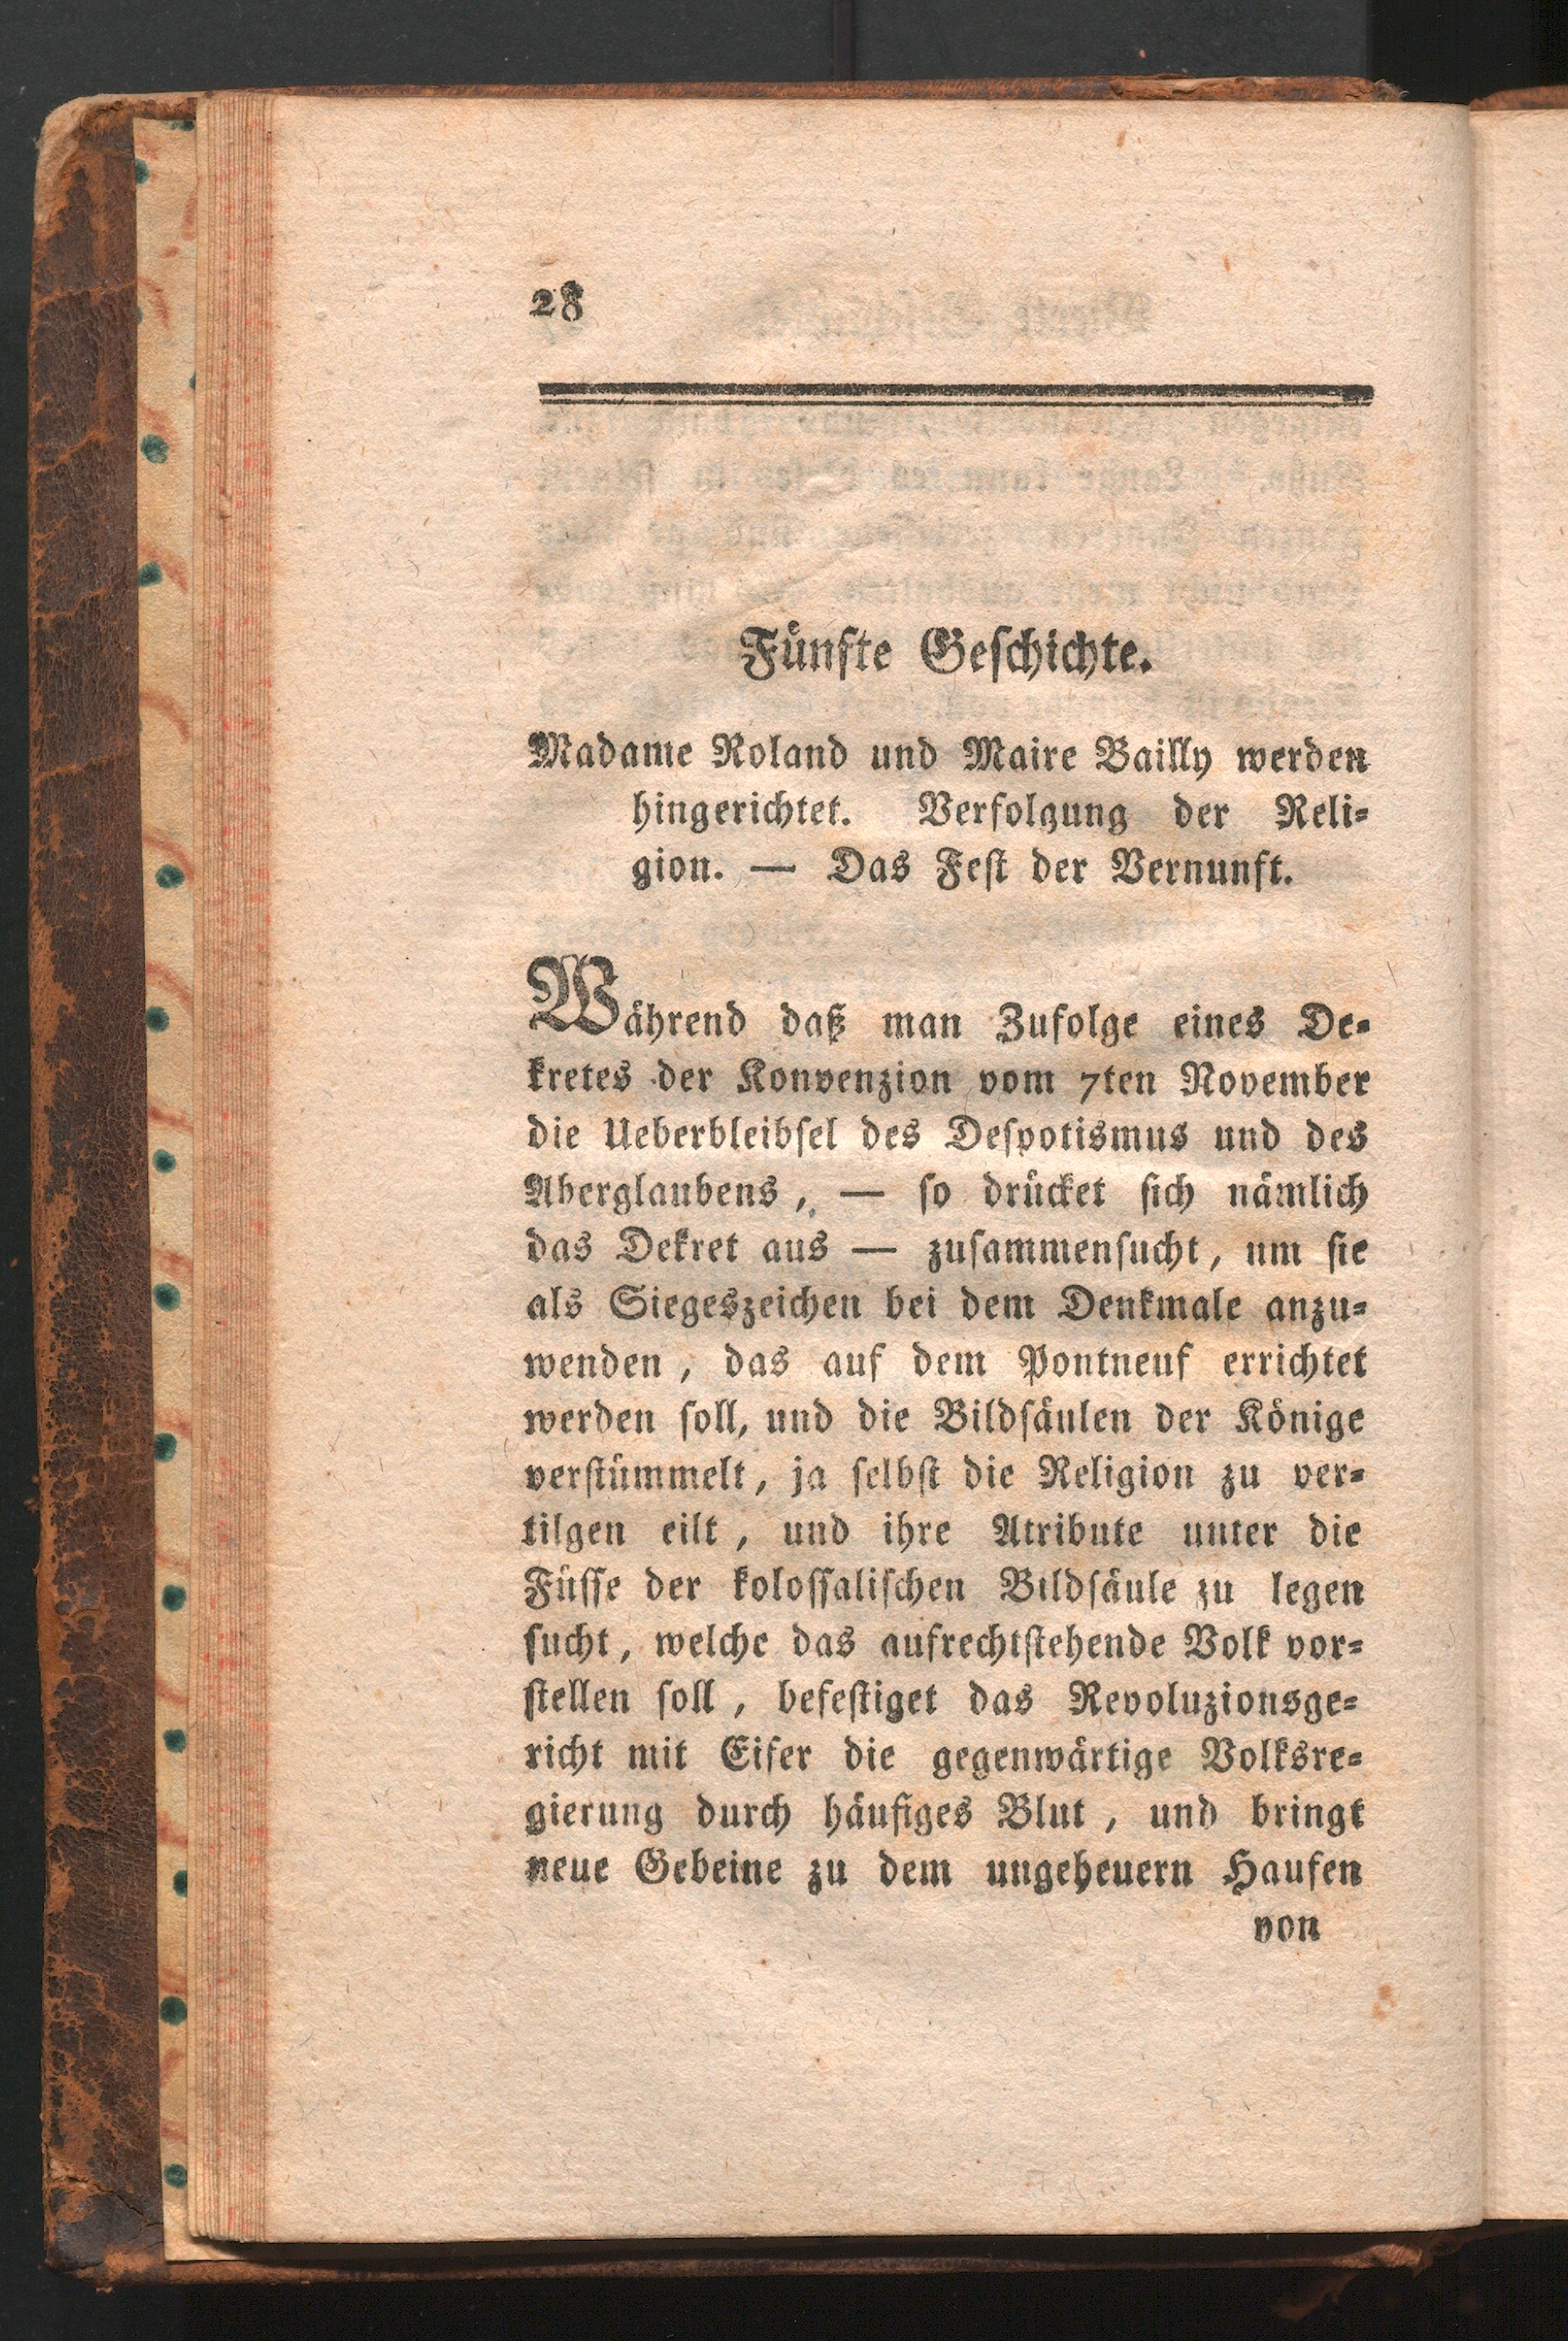 28
Fünfte Geschichte.
Madame Roland und Maire Bailly werden
hingerichtet. Verfolgung der Reli⸗
gion. — Das Feſt der Vernunft.
Während daß man Zufolge eines De⸗
kretes der Konvenzion vom 7ten November
die Ueberbleibſel des Deſpotismus und des
Aberglaubens, — ſo drücket ſich nämlich
das Dekret aus — zuſammenſucht, um ſie
als Siegeszeichen bei dem Denkmale anzu⸗
wenden, das auf dem Pontneuf errichtet
werden ſoll, und die Bildſäulen der Könige
verſtümmelt, ja ſelbſt die Religion zu ver⸗
tilgen eilt, und ihre Atribute unter die
Füſſe der koloſſaliſchen Bildſäule zu legen
ſucht, welche das aufrechtſtehende Volk vor⸗
ſtellen ſoll, befeſtiget das Revoluzionsge⸗
richt mit Eifer die gegenwärtige Volksre⸗
gierung durch häufiges Blut, und bringt
neue Gebeine zu dem ungeheuern Haufen
von